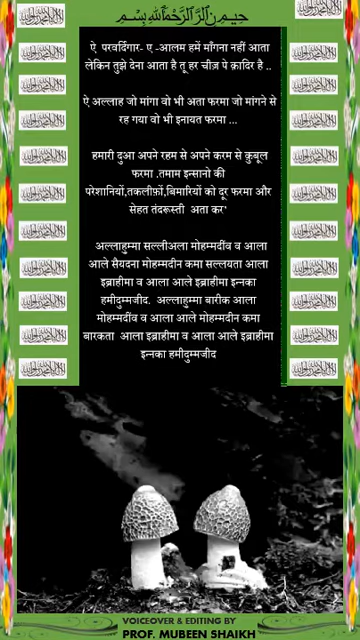 بِسْمِ اللهِ الرَّحْمٰنِ الرَّحِيْمِ
ऐ परवर्दिगार- ए -आलम हमें माँगना नहीं आता
लेकिन तुझे देना आता है तू हर चीज़ पे क़ादिर है ..
ऐ अल्लाह जो मांगा वो भी अता फरमा जो मांगने से
रह गया वो भी इनायत फरमा ...
हमारी दुआ अपने रहम से अपने करम से क़ुबूल
फरमा .तमाम इन्सानो की
परेशानियों,तकलीफ़ों,बिमारियों को दूर फरमा और
सेहत तंदरूस्ती अता कर"
अल्लाहुम्मा सल्लीअला मोहम्मदींव व आला
आले सैयदना मोहम्मदीन कमा सल्लयता आला
इब्राहीमा व आला आले इब्राहीमा इन्नका
हमीदुम्मजीद. अल्लाहुम्मा बारीक आला
मोहम्मदींव व आला आले मोहम्मदीन कमा
बारकता आला इब्राहीमा व आला आले इब्राहीमा
इन्नका हमीदुम्मजीद
VOICEOVER & EDITING BY
PROF. MUBEEN SHAIKH